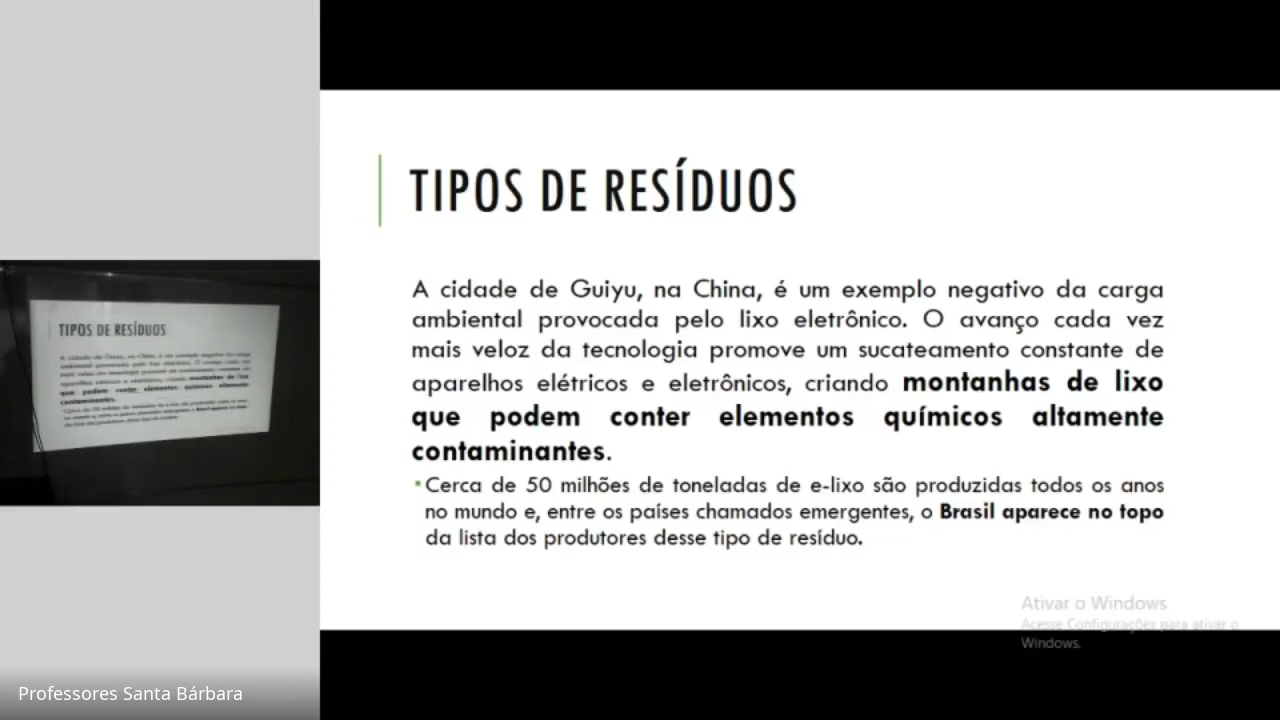 TIPOS DE RESÍDUOS
A cidade de Guiyu, na China, é um exemplo negativo da carga
ambiental provocada pelo lixo eletrônico. O avanço cada vez
mais veloz da tecnologia promove um sucateamento constante de
aparelhos elétricos e eletrônicos, criando montanhas de lixo
que podem conter elementos químicos altamente
contaminantes.
Cerca de 50 milhões de toneladas de e-lixo são produzidas todos os anos
no mundo e, entre os países chamados emergentes, o Brasil aparece no topo
da lista dos produtores desse tipo de resíduo.
Ativar o Windows
Acesse Configurações para ativar o
Windows.
TIPOS DE RESÍDUOS
Professores Santa Bárbara